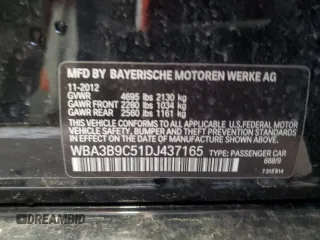 MFD BY BAYERISCHE MOTOREN WERKE AG
11-2012
GVWR 4695 lbs 2130 kg
GAWR FRONT 2280 lbs 1034 kg
GAWR REAR 2560 lbs 1161 kg
THIS VEHICLE CONFORMS TO ALL APPLICABLE U.S. FEDERAL MOTOR
VEHICLE SAFETY, BUMPER, AND THEFT PREVENTION STANDARDS IN
EFFECT ON THE DATE OF MANUFACTURE SHOWN ABOVE.
WBA3B9C51DJ437165 TYPE: PASSENGER CAR
668/9
DREAMBID